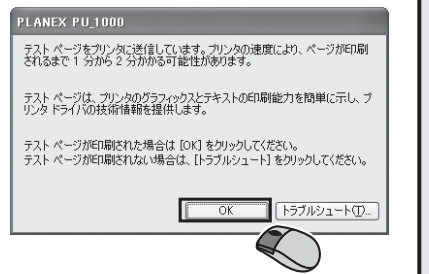 PLANEX PU_1000
テスト ページをプリンタに送信しています。プリンタの速度により、ページが印刷
されるまで 1 分から 2 分かかる可能性があります。
テスト ページは、プリンタのグラフィックスとテキストの印刷能力を簡単に示し、プ
リンタ ドライバの技術情報を提供します。
テスト ページが印刷された場合は [OK] をクリックしてください。
テスト ページが印刷されない場合は、[トラブルシュート] をクリックしてください。
OK
トラブルシュート(T)...